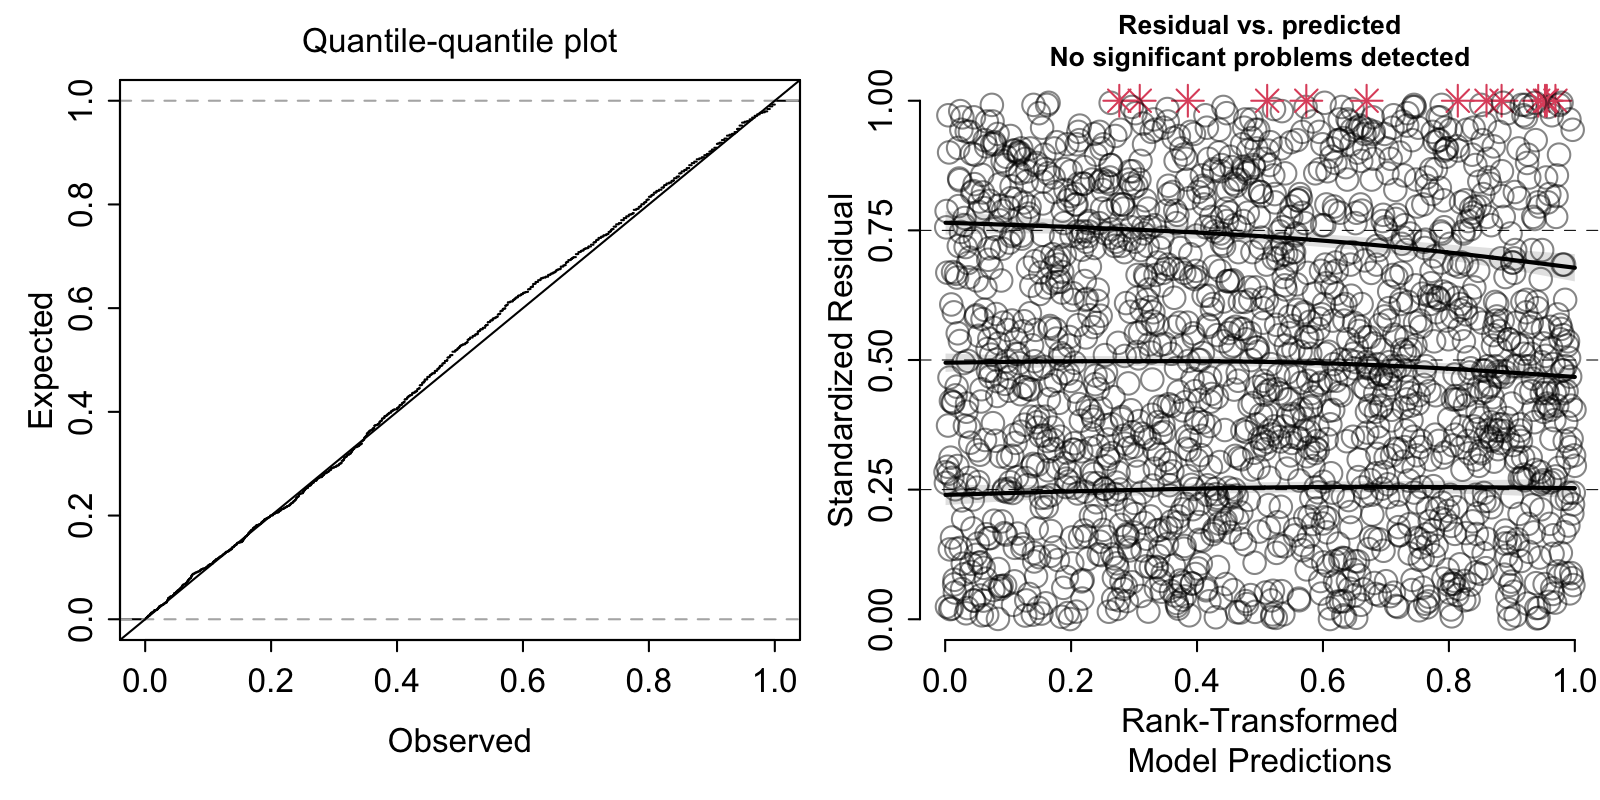 Quantile-quantile plot
Expected
0.0 0.2 0.4 0.6 0.8 1.0
0.0 0.2 0.4 0.6 0.8 1.0
Observed
Residual vs. predicted
No significant problems detected
Standardized Residual
0.00 0.25 0.50 0.75 1.00
0.0 0.2 0.4 0.6 0.8 1.0
Rank-Transformed
Model Predictions